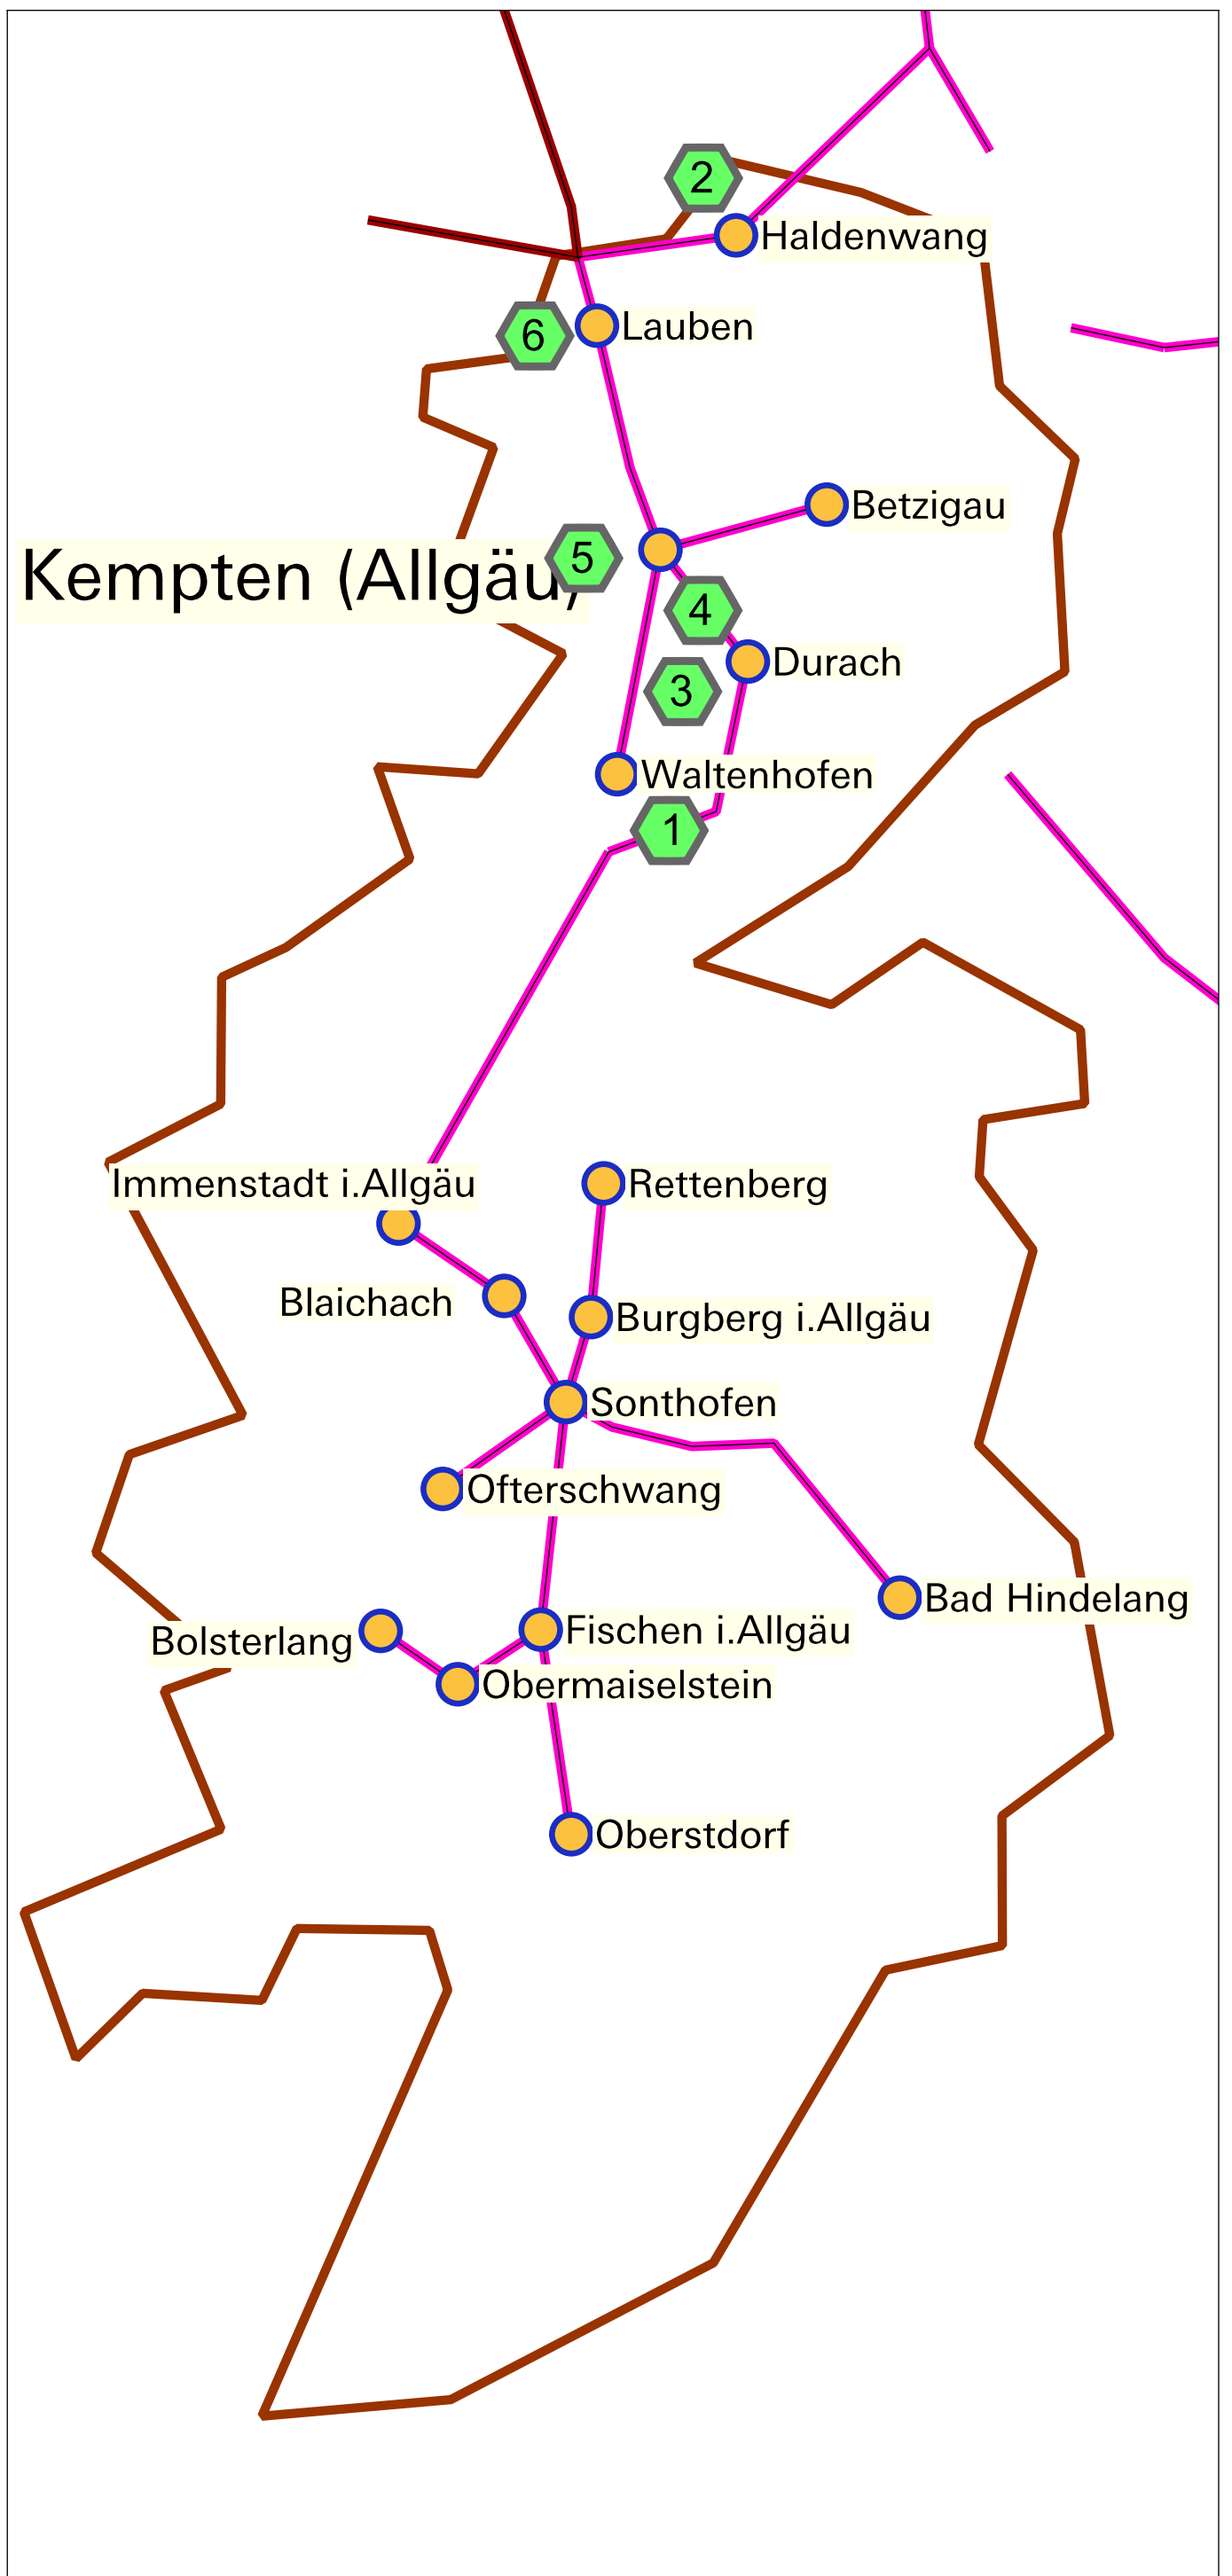 2
Haldenwang
Lauben
6
Betzigau
Kempten (Allgäu)
5
4
Durach
3
Waltenhofen
1
Immenstadt i.Allgäu
Rettenberg
Blaichach
Burgberg i.Allgäu
Sonthofen
Ofterschwang
Bad Hindelang
Bolsterlang
Fischen i.Allgäu
Obermaiselstein
Oberstdorf